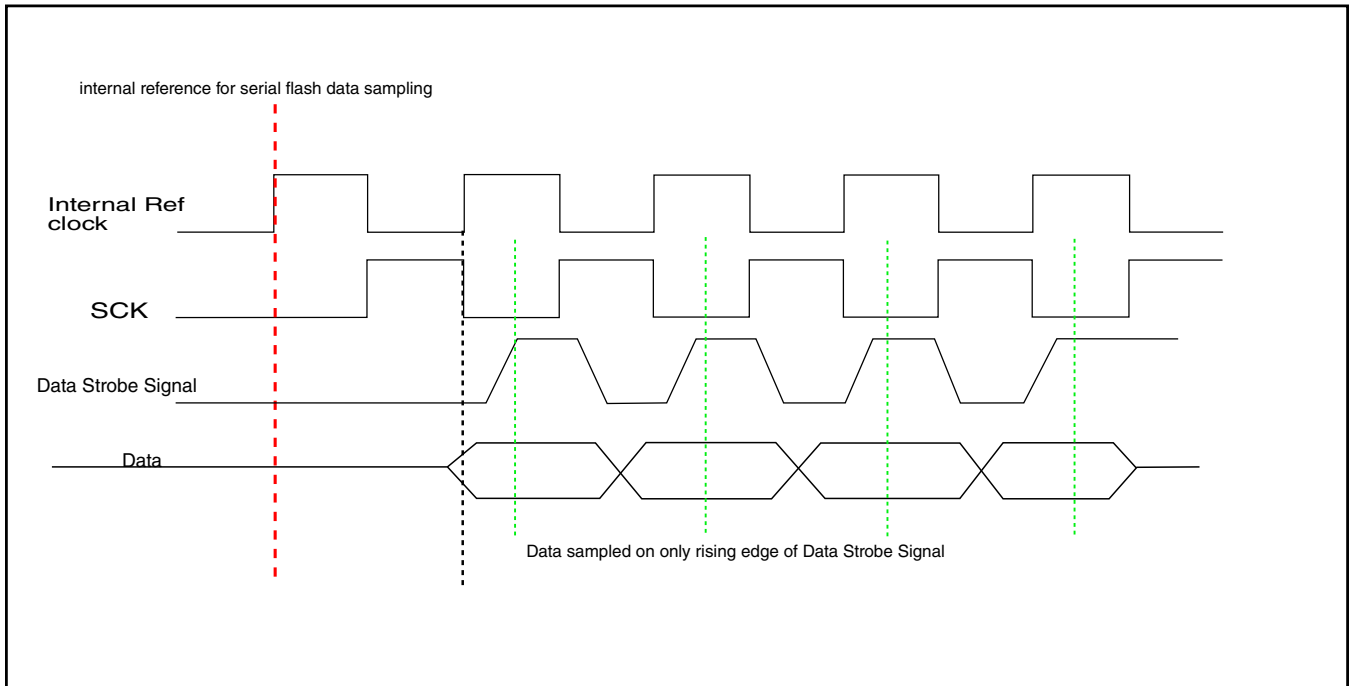 internal reference for serial flash data sampling
Internal Ref
clock
SCK
Data Strobe Signal
Data
Data sampled on only rising edge of Data Strobe Signal